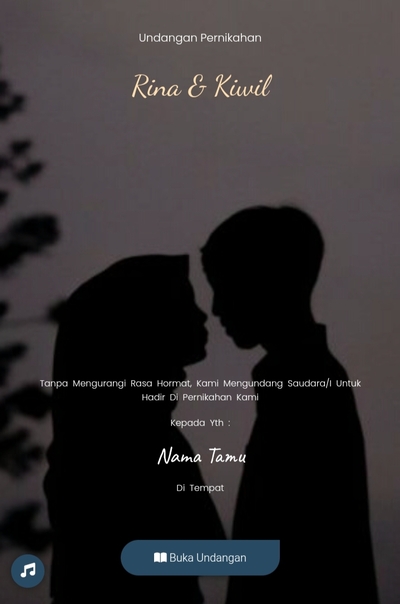 Undangan Pernikahan
Rina & Kiwil
Tanpa Mengurangi Rasa Hormat, Kami Mengundang Saudara/I Untuk
Hadir Di Pernikahan Kami
Kepada Yth :
Nama Tamu
Di Tempat
Buka Undangan